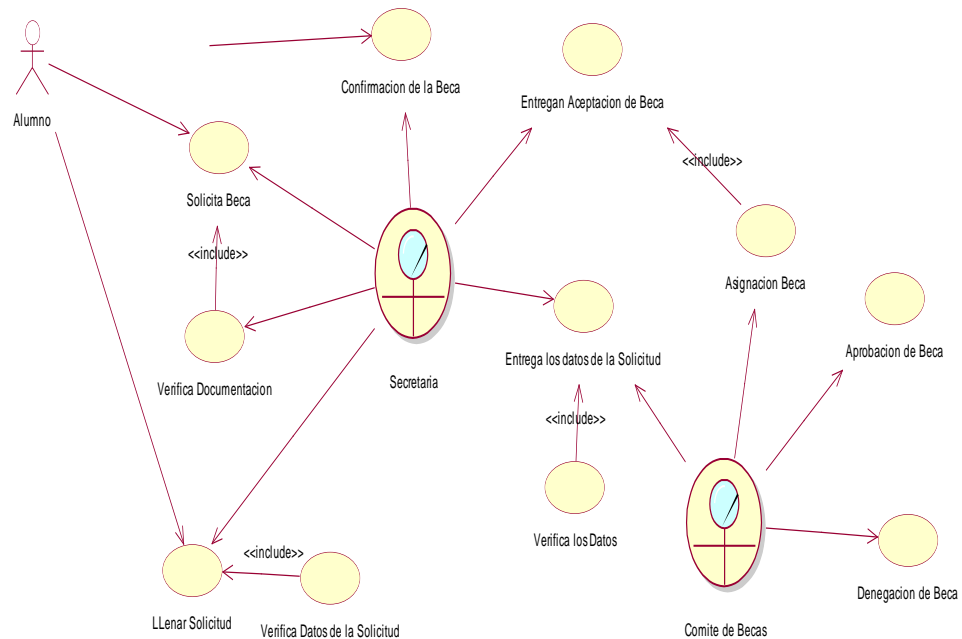 Confirmacion de la Beca
Entregan Aceptacion de Beca
Alumno
<<include>>
Solicita Beca
<<include>>
Asignacion Beca
Aprobacion de Beca
Entrega los datos de la Solicitud
Secretaria
Verifica Documentacion
<<include>>
Verifica los Datos
<<include>>
Denegacion de Beca
LLenar Solicitud
Verifica Datos de la Solicitud
Comite de Becas